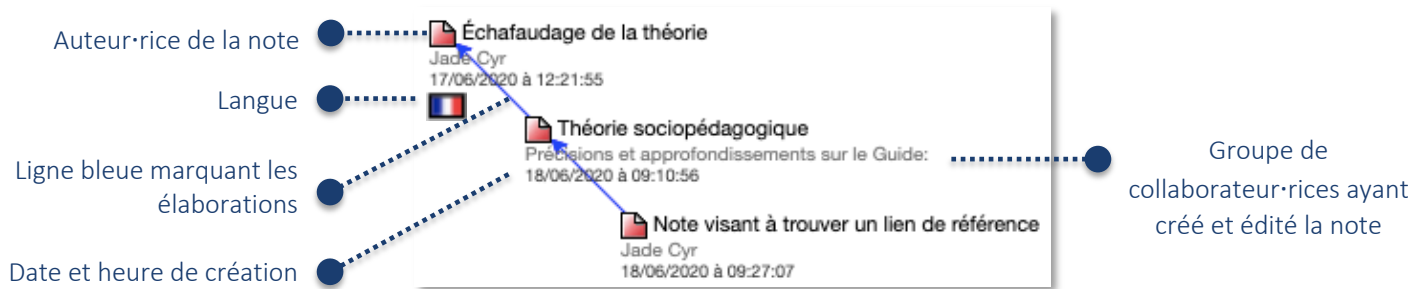 Auteur·rice de la note
Langue
Ligne bleue marquant les
élaborations
Date et heure de création
Échafaudage de la théorie
Jade Cyr
17/06/2020 à 12:21:55
Théorie sociopédagogique
Précisions et approfondissements sur le Guide:
18/06/2020 à 09:10:56
Note visant à trouver un lien de référence
Jade Cyr
18/06/2020 à 09:27:07
Groupe de
collaborateur·rices ayant
créé et édité la note